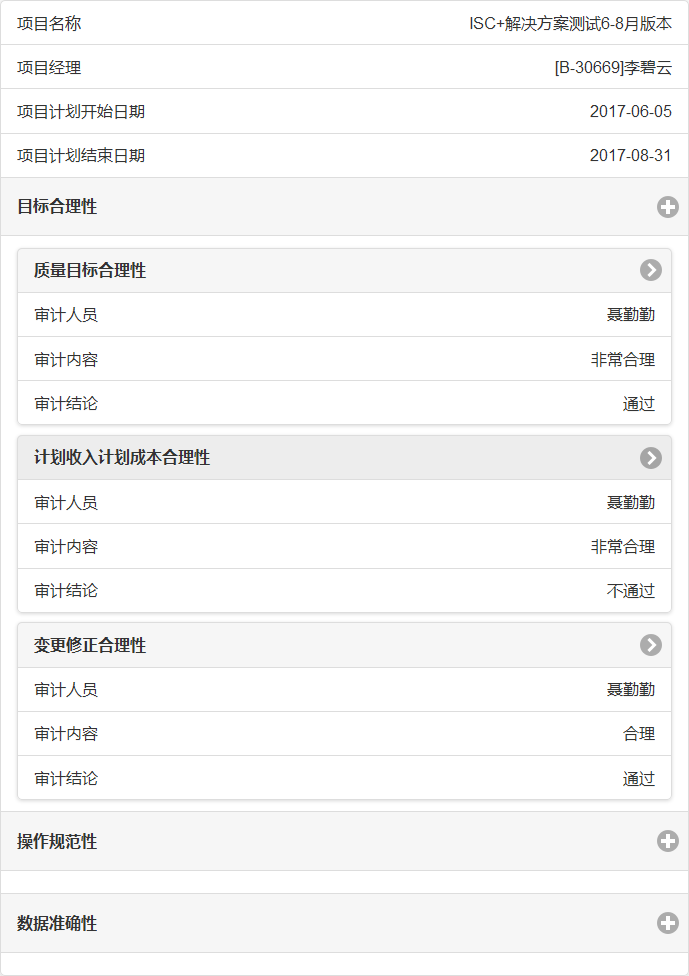 项目名称 ISC+解决方案测试6-8月版本
项目经理 [B-30669]李碧云
项目计划开始日期 2017-06-05
项目计划结束日期 2017-08-31
目标合理性
质量目标合理性
审计人员 聂勤勤
审计内容 非常合理
审计结论 通过
计划收入计划成本合理性
审计人员 聂勤勤
审计内容 非常合理
审计结论 不通过
变更修正合理性
审计人员 聂勤勤
审计内容 合理
审计结论 通过
操作规范性
数据准确性